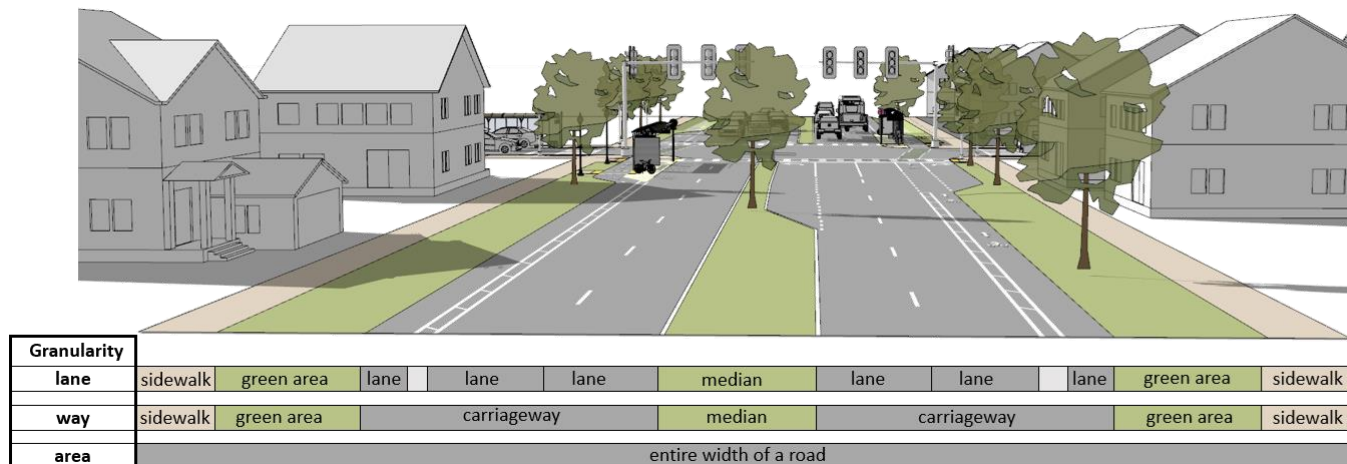 Granularity
lane sidewalk green area lane lane lane median lane lane lane green area sidewalk
way sidewalk green area carriageway median carriageway green area sidewalk
area entire width of a road